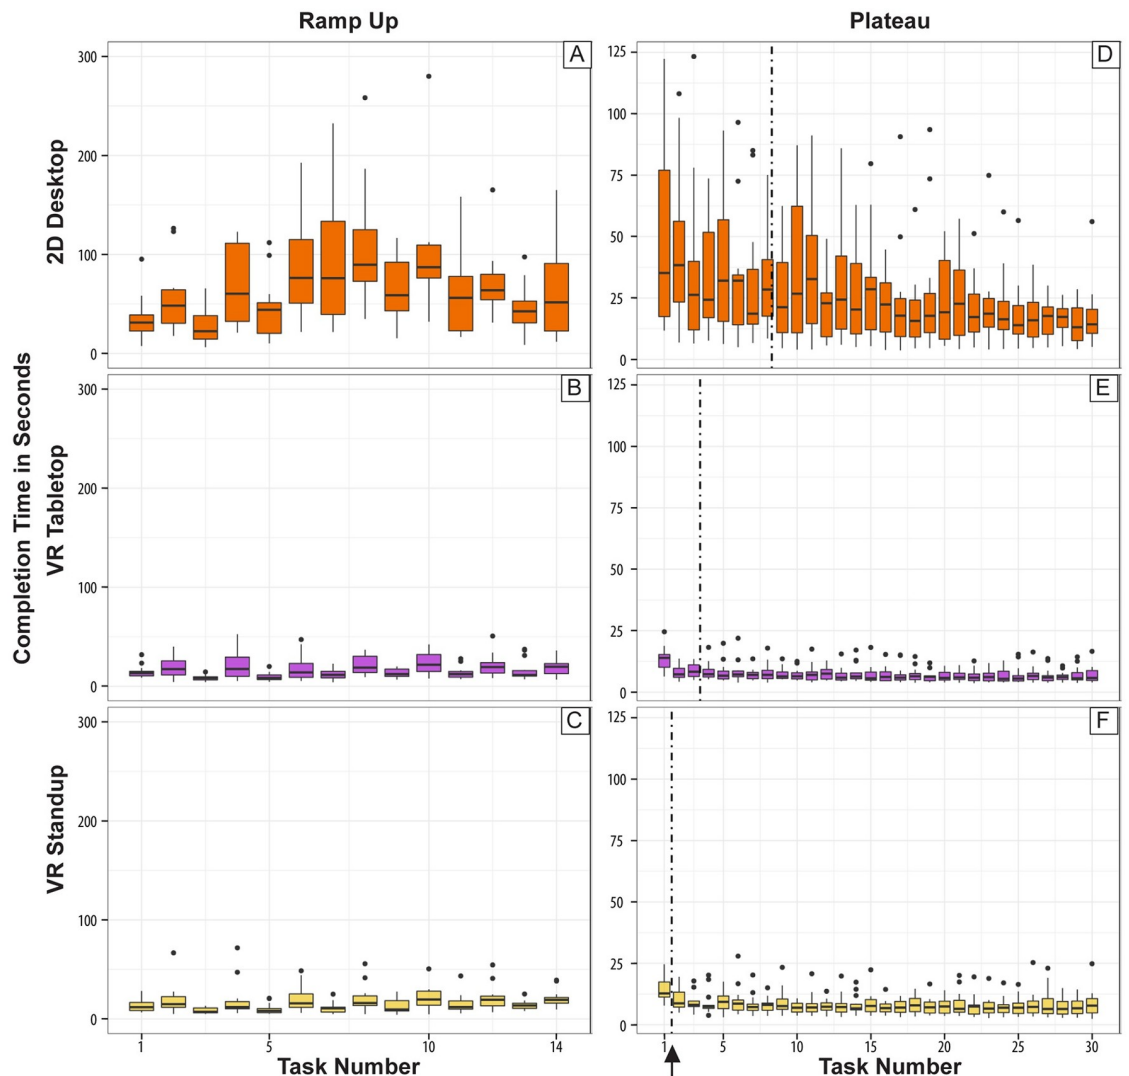 Ramp Up
Plateau
Completion Time in Seconds
2D Desktop
300
200
100
0
A
125
100
75
50
25
0
D
VR Tabletop
300
200
100
0
B
125
100
75
50
25
0
E
VR Standup
300
200
100
0
C
125
100
75
50
25
0
F
1
5
10
14
1
5
10
15
20
25
30
Task Number
Task Number